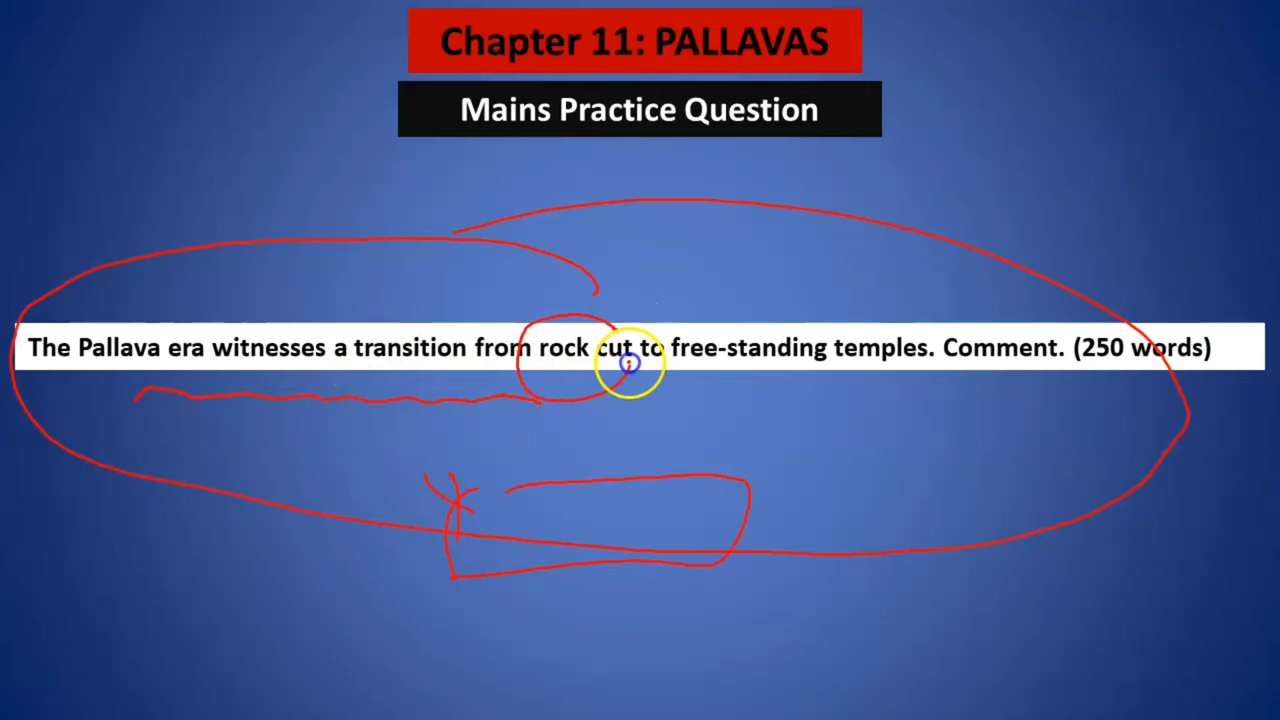 Chapter 11: PALLAVAS
Mains Practice Question
The Pallava era witnesses a transition from rock cut to free-standing temples. Comment. (250 words)